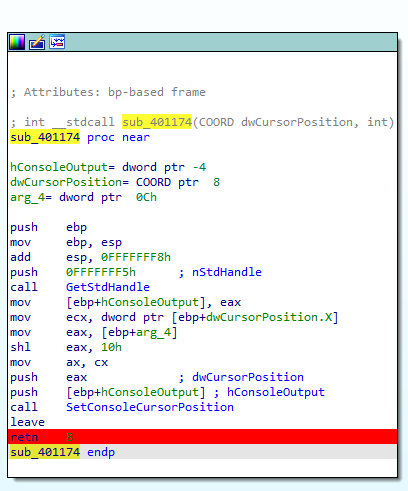 ; Attributes: bp-based frame
; int __stdcall sub_401174(COORD dwCursorPosition, int)
sub_401174 proc near
hConsoleOutput= dword ptr -4
dwCursorPosition= COORD ptr  8
arg_4= dword ptr  0Ch
push    ebp
mov     ebp, esp
add     esp, 0FFFFFFF8h
push    0FFFFFFF5h      ; nStdHandle
call    GetStdHandle
mov     [ebp+hConsoleOutput], eax
mov     ecx, dword ptr [ebp+dwCursorPosition.X]
mov     eax, [ebp+arg_4]
shl     eax, 10h
mov     ax, cx
push    eax             ; dwCursorPosition
push    [ebp+hConsoleOutput] ; hConsoleOutput
call    SetConsoleCursorPosition
leave
retn    8
sub_401174 endp